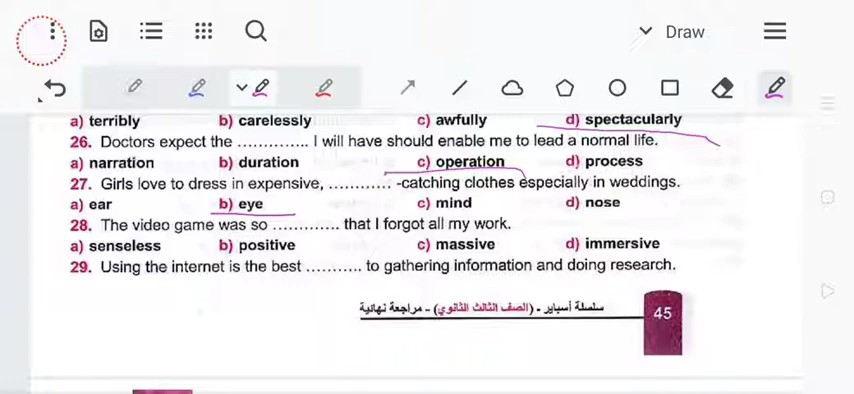 Draw
a) terribly b) carelessly c) awfully d) spectacularly
26. Doctors expect the .............. I will have should enable me to lead a normal life.
a) narration b) duration c) operation d) process
27. Girls love to dress in expensive, ............ -catching clothes especially in weddings.
a) ear b) eye c) mind d) nose
28. The video game was so ............. that I forgot all my work.
a) senseless b) positive c) massive d) immersive
29. Using the internet is the best ........... to gathering information and doing research.
سلسلة أسباير - (الصف الثالث الثانوي) - مراجعة نهائية
45